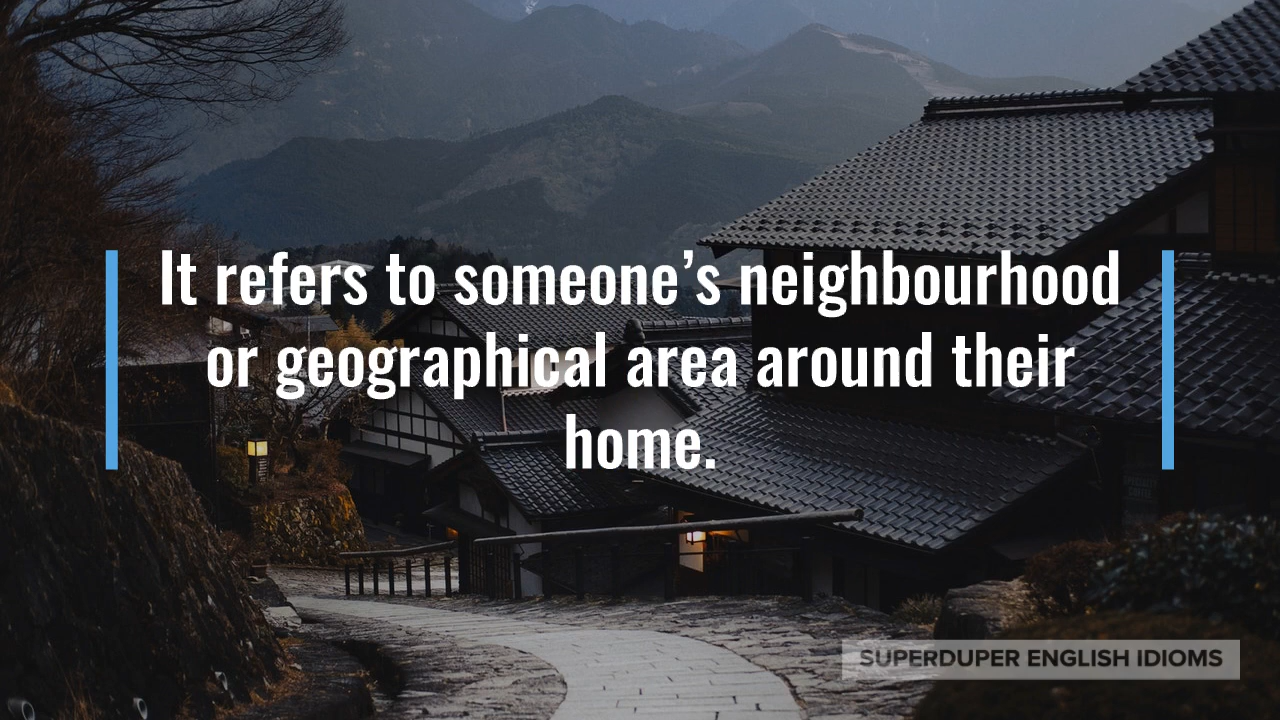 It refers to someone’s neighbourhood
or geographical area around their
home.
SUPERDUPER ENGLISH IDIOMS